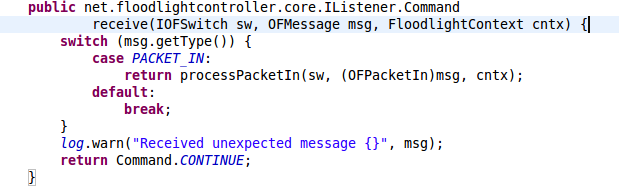 public net.floodlightcontroller.core.IListener.Command
receive(IOFSwitch sw, OFMessage msg, FloodlightContext cntx) {
switch (msg.getType()) {
case PACKET_IN:
return processPacketIn(sw, (OFPacketIn)msg, cntx);
default:
break;
}
log.warn("Received unexpected message {}", msg);
return Command.CONTINUE;
}